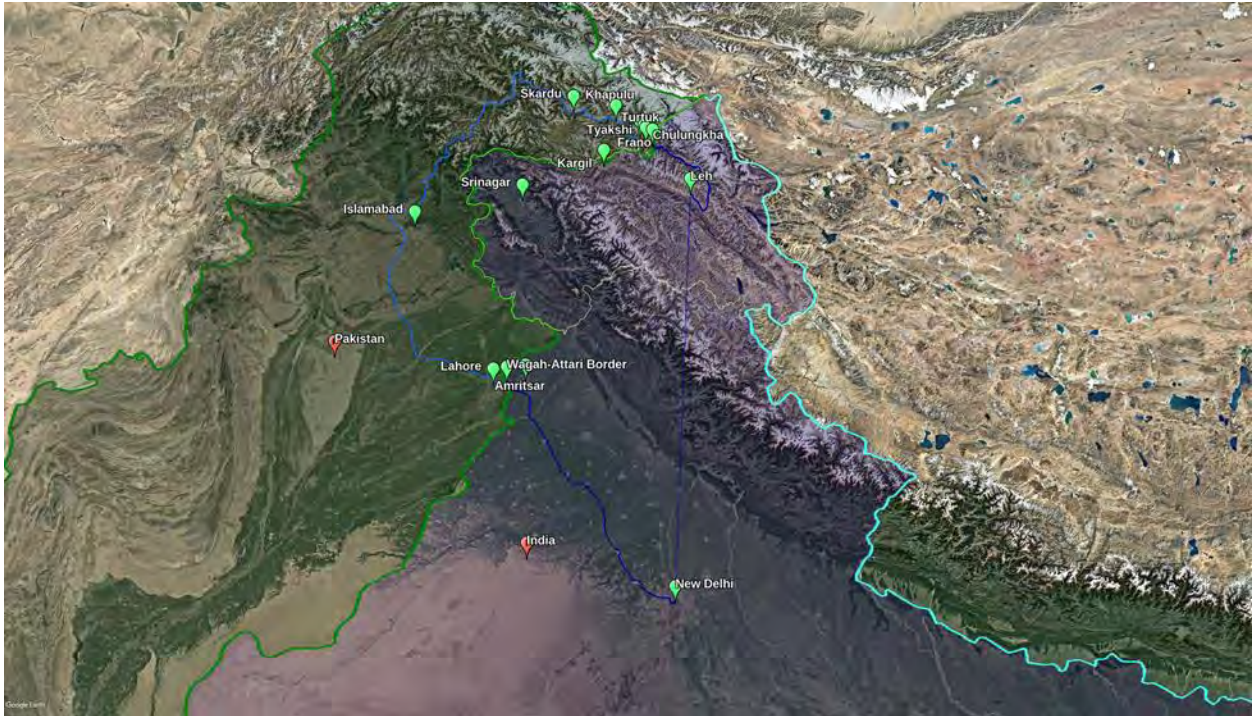 Skardu
Khapulu
Turtuk
Tyakshi
Chulungkha
Frano
Kargil
Leh
Srinagar
Islamabad
Pakistan
Lahore
Wagah-Attari Border
Amritsar
India
New Delhi
Google Earth